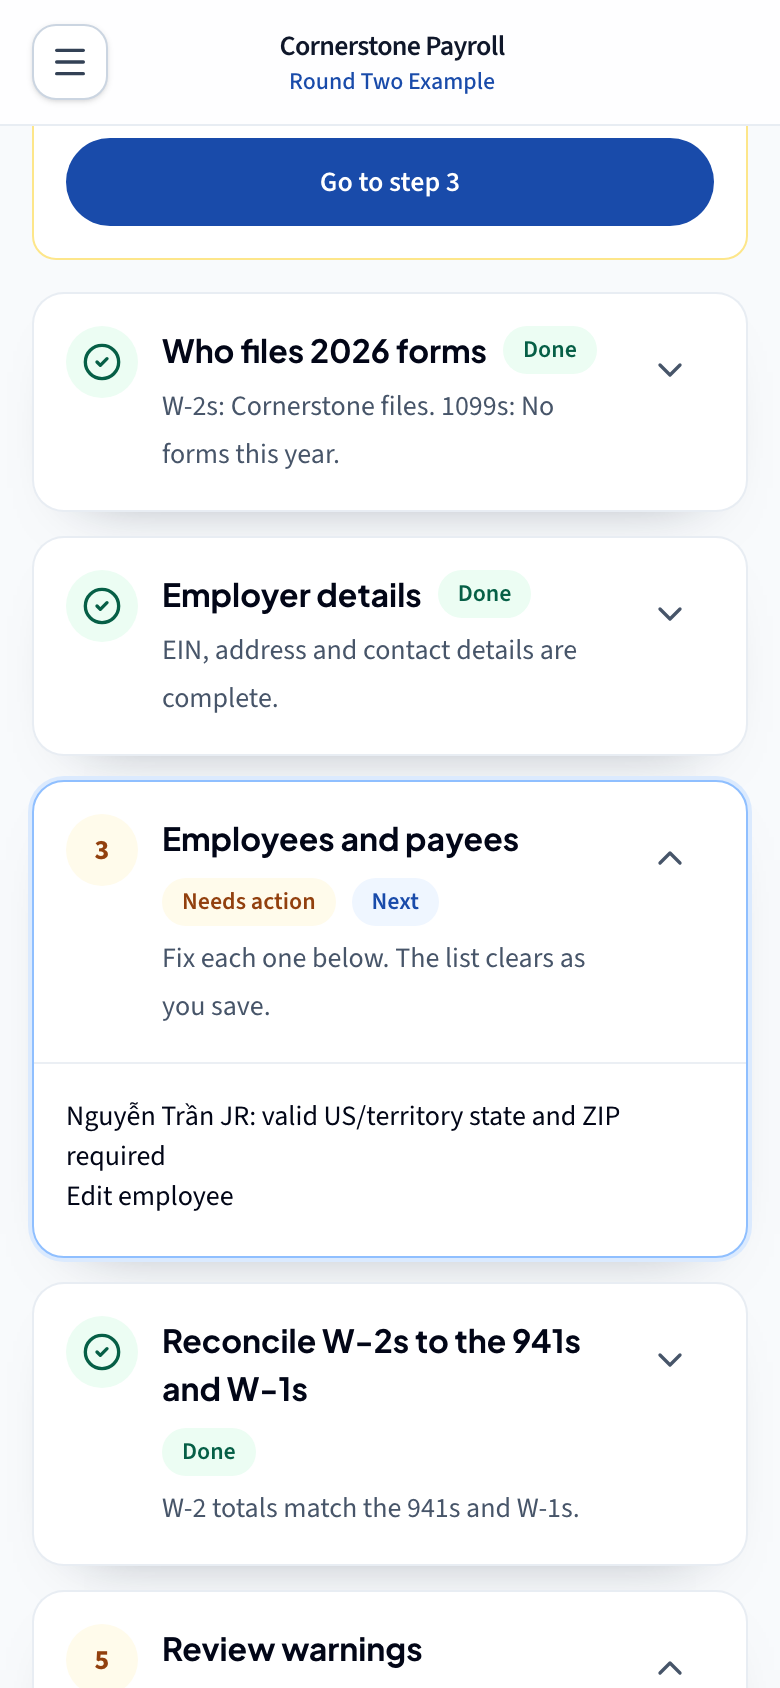 Cornerstone Payroll
Round Two Example
Go to step 3
Who files 2026 forms
Done
W-2s: Cornerstone files. 1099s: No
forms this year.
Employer details
Done
EIN, address and contact details are
complete.
3
Employees and payees
Needs action
Next
Fix each one below. The list clears as
you save.
Nguyễn Trần JR: valid US/territory state and ZIP
required
Edit employee
Reconcile W-2s to the 941s
and W-1s
Done
W-2 totals match the 941s and W-1s.
5
Review warnings